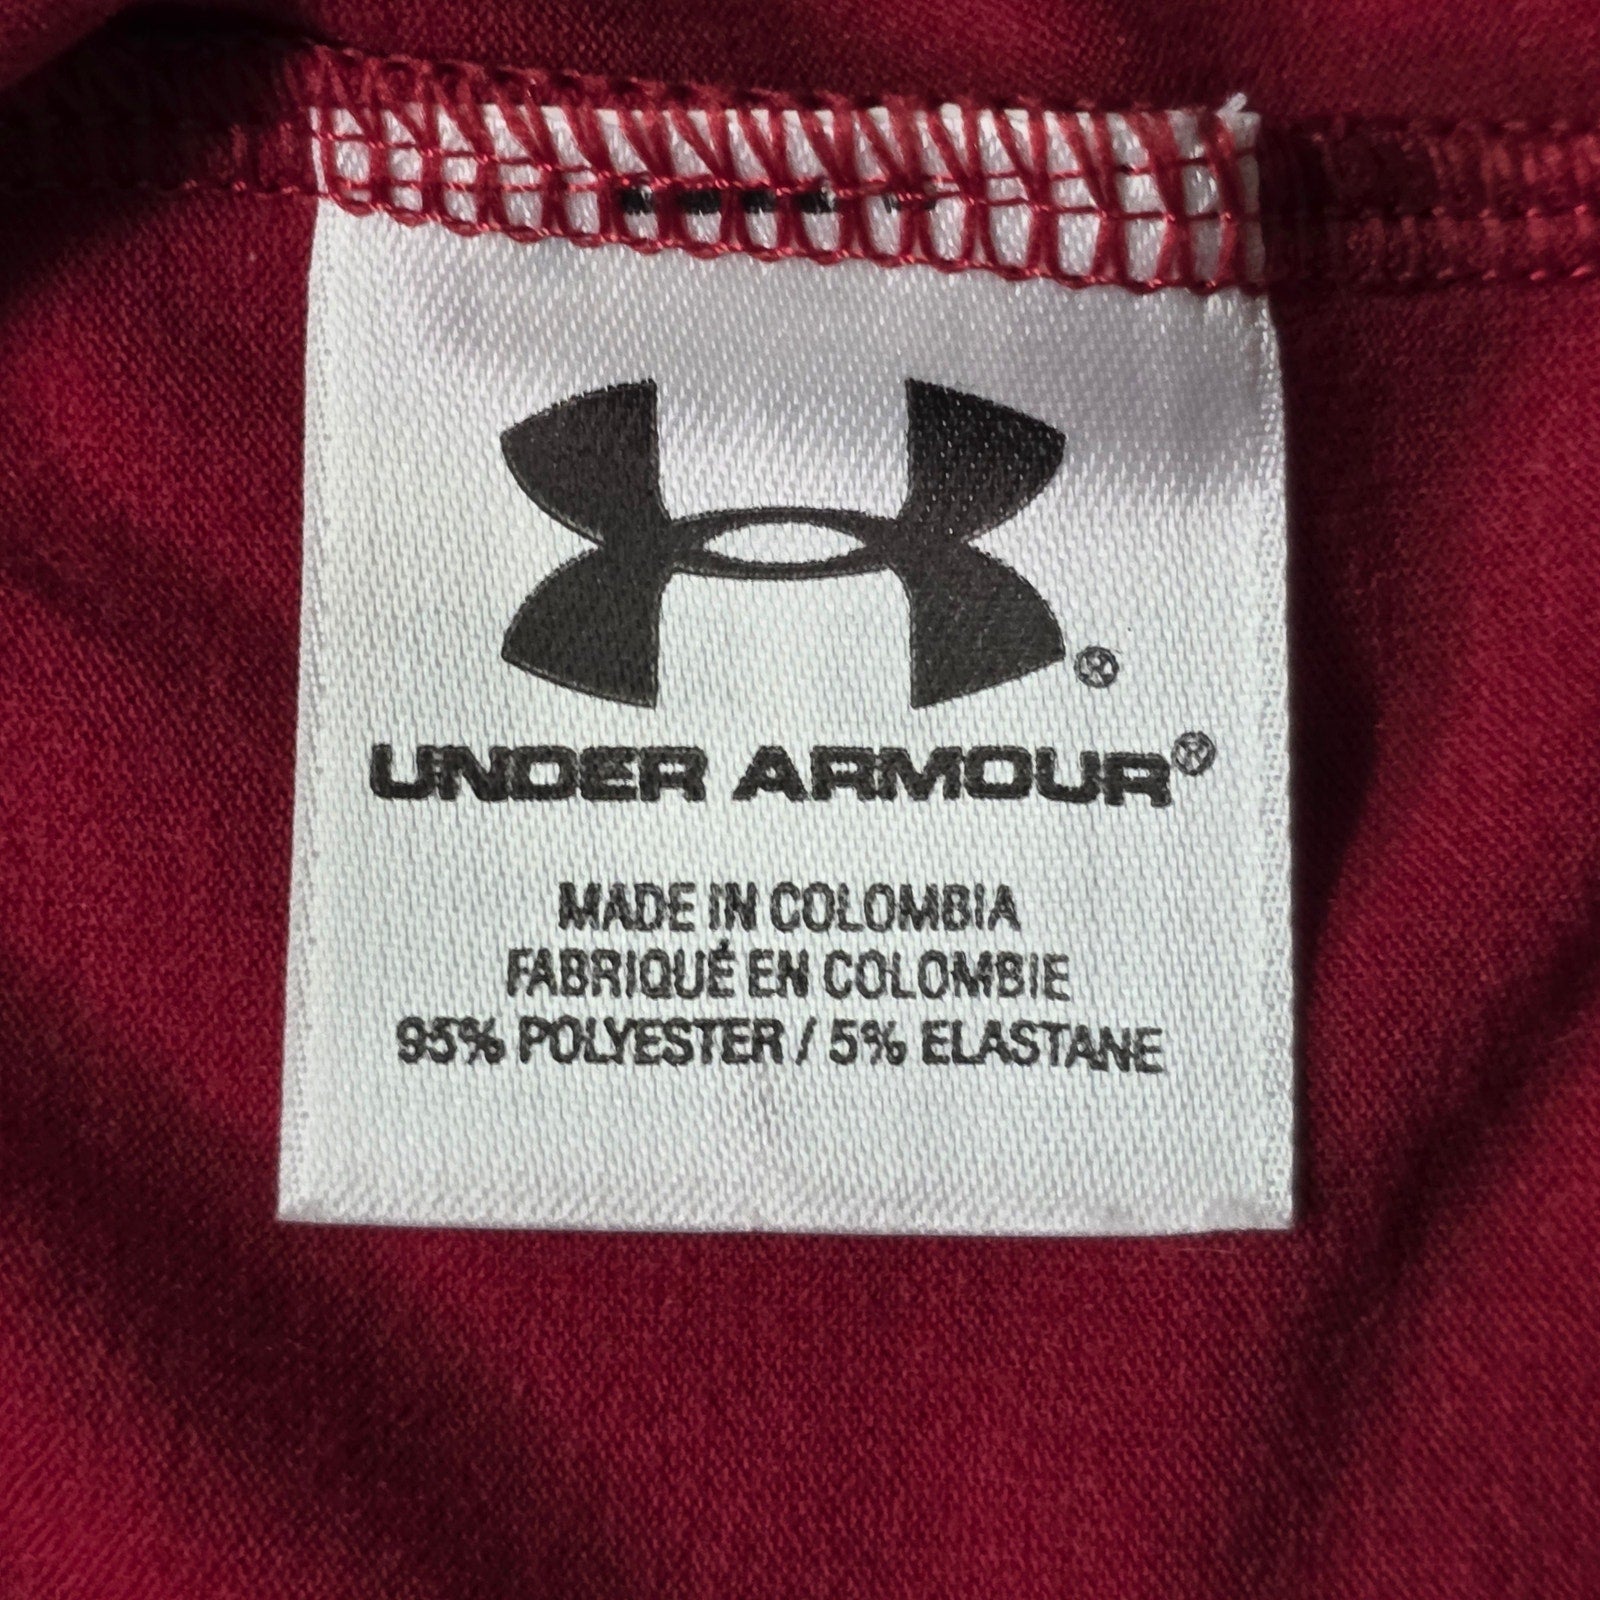 ®
UNDER ARMOUR®
MADE IN COLOMBIA
FABRIQUÉ EN COLOMBIE
95% POLYESTER / 5% ELASTANE